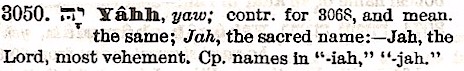 3050. יָהּ Yâhh, yaw; contr. for 3068, and mean.
the same; Jah, the sacred name:—Jah, the
Lord, most vehement. Cp. names in "-iah," "-jah."